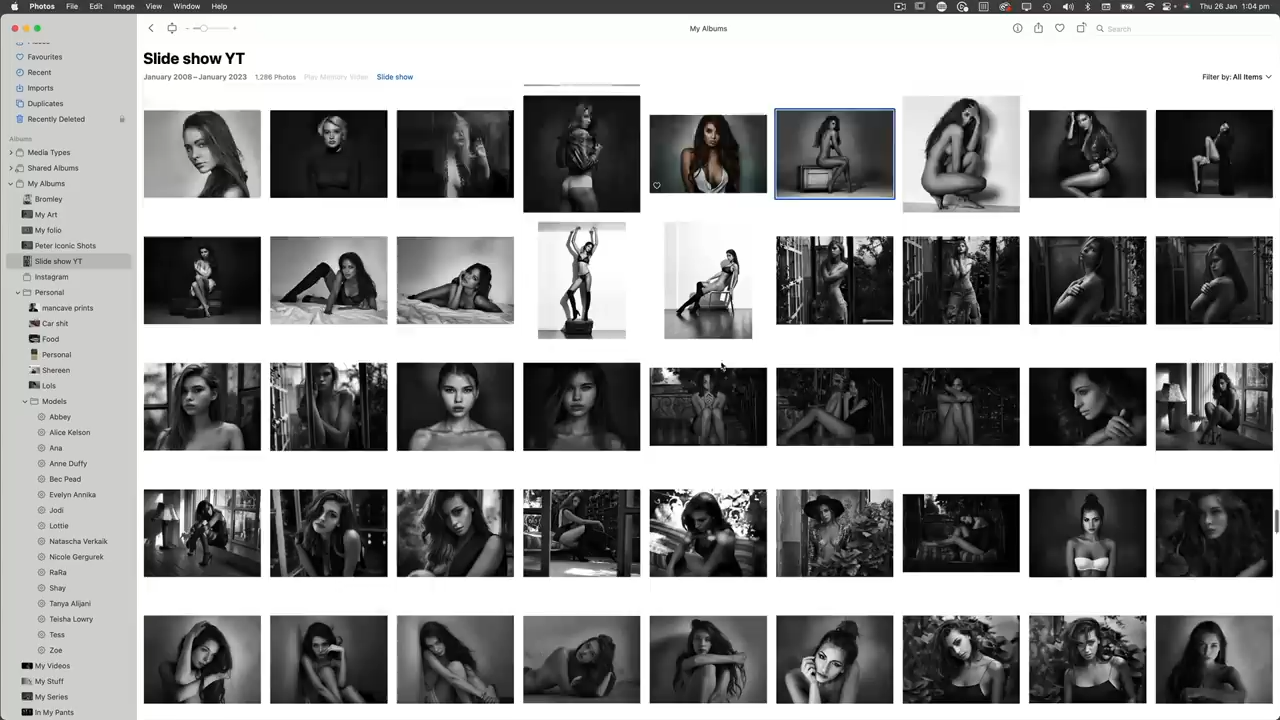 Photos File Edit Image View Window Help Thu 26 Jan 1:04 pm
My Albums
Search
Slide show YT
January 2008 – January 2023 1,286 Photos Play Memory Video Slide show
Filter by: All Items
Favourites
Recent
Imports
Duplicates
Recently Deleted
Albums
Media Types
Shared Albums
My Albums
Bromley
My Art
My folio
Peter Iconic Shots
Slide show YT
Instagram
Personal
mancave prints
Car shit
Food
Personal
Shereen
Lols
Models
Abbey
Alice Kelson
Ana
Anne Duffy
Bec Pead
Evelyn Annika
Jodi
Lottie
Natascha Verkaik
Nicole Gergurek
RaRa
Shay
Tanya Alijani
Teisha Lowry
Tess
Zoe
My Videos
My Stuff
My Series
In My Pants